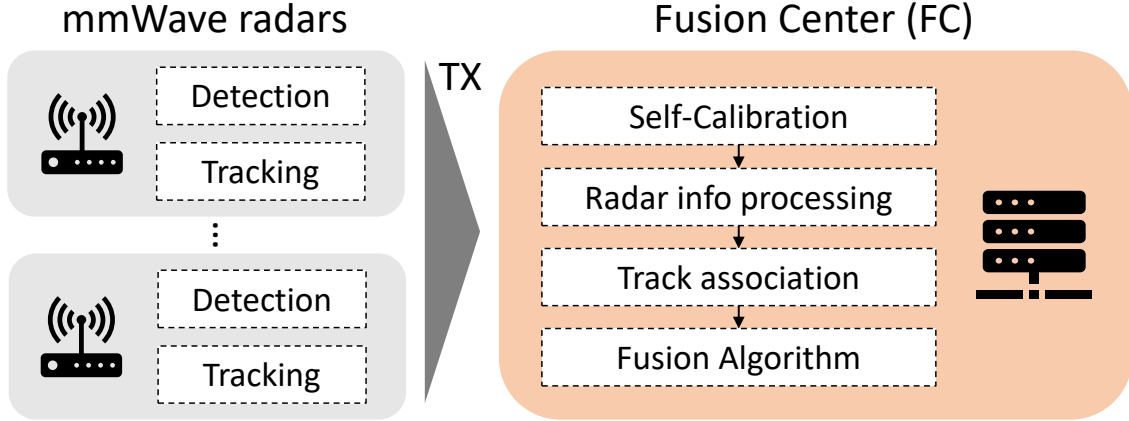 mmWave radars
Detection
Tracking
...
Detection
Tracking
TX
Fusion Center (FC)
Self-Calibration
Radar info processing
Track association
Fusion Algorithm